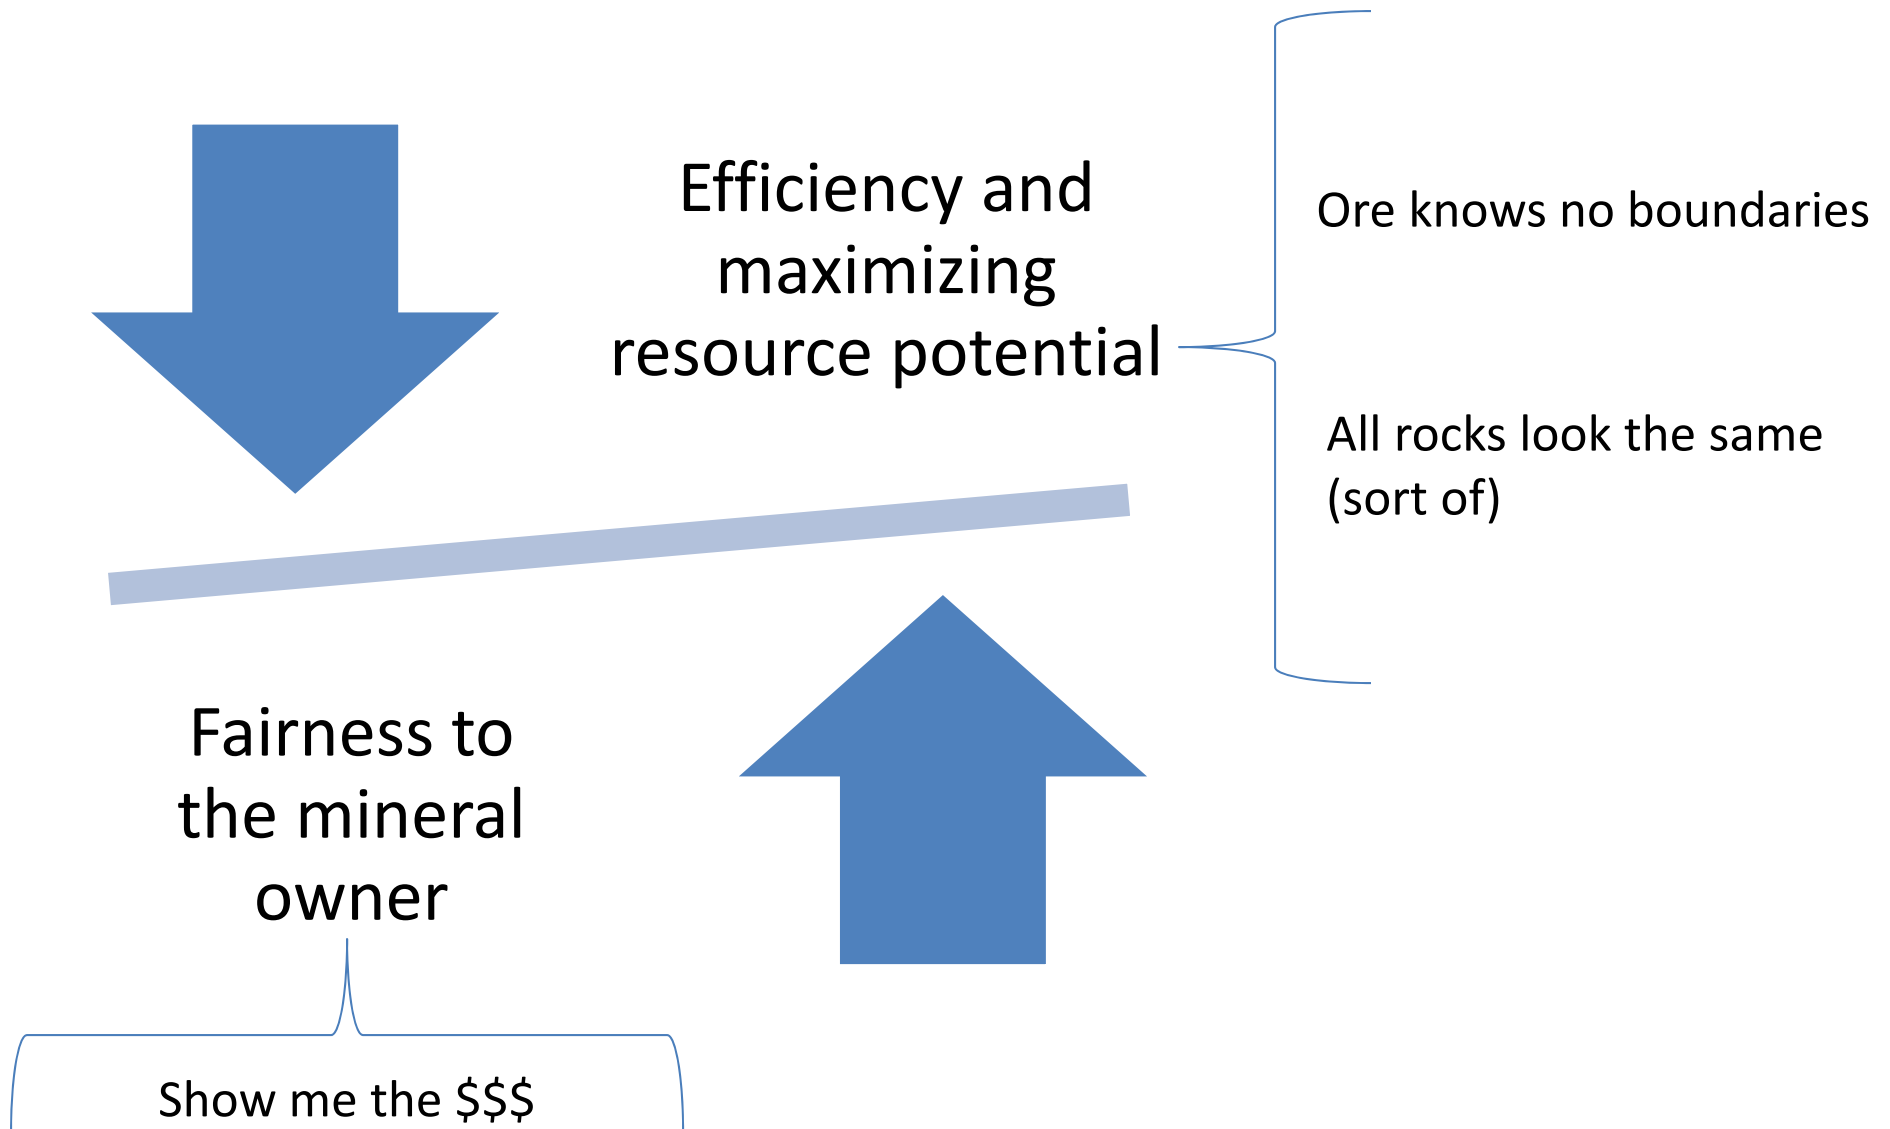 Efficiency and
maximizing
resource potential
Ore knows no boundaries
All rocks look the same
(sort of)
Fairness to
the mineral
owner
Show me the $$$